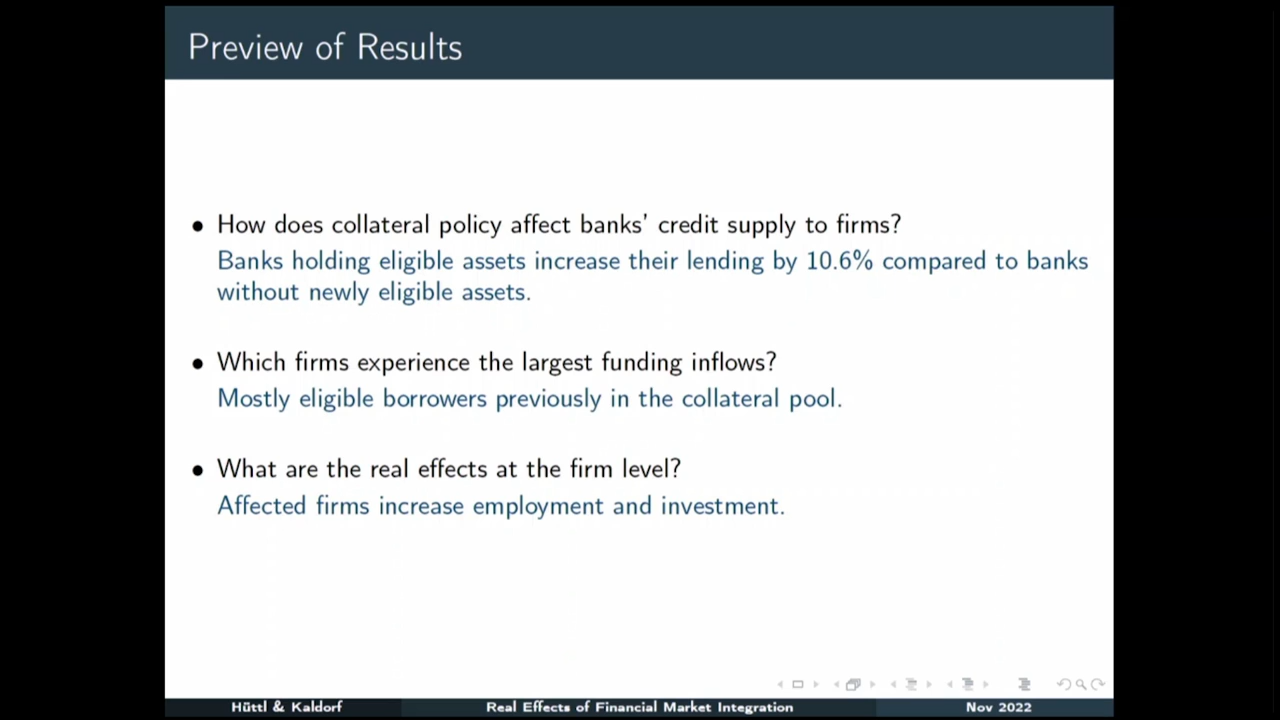 Preview of Results
• How does collateral policy affect banks' credit supply to firms?
Banks holding eligible assets increase their lending by 10.6% compared to banks
without newly eligible assets.
• Which firms experience the largest funding inflows?
Mostly eligible borrowers previously in the collateral pool.
• What are the real effects at the firm level?
Affected firms increase employment and investment.
Hüttl & Kaldorf
Real Effects of Financial Market Integration
Nov 2022